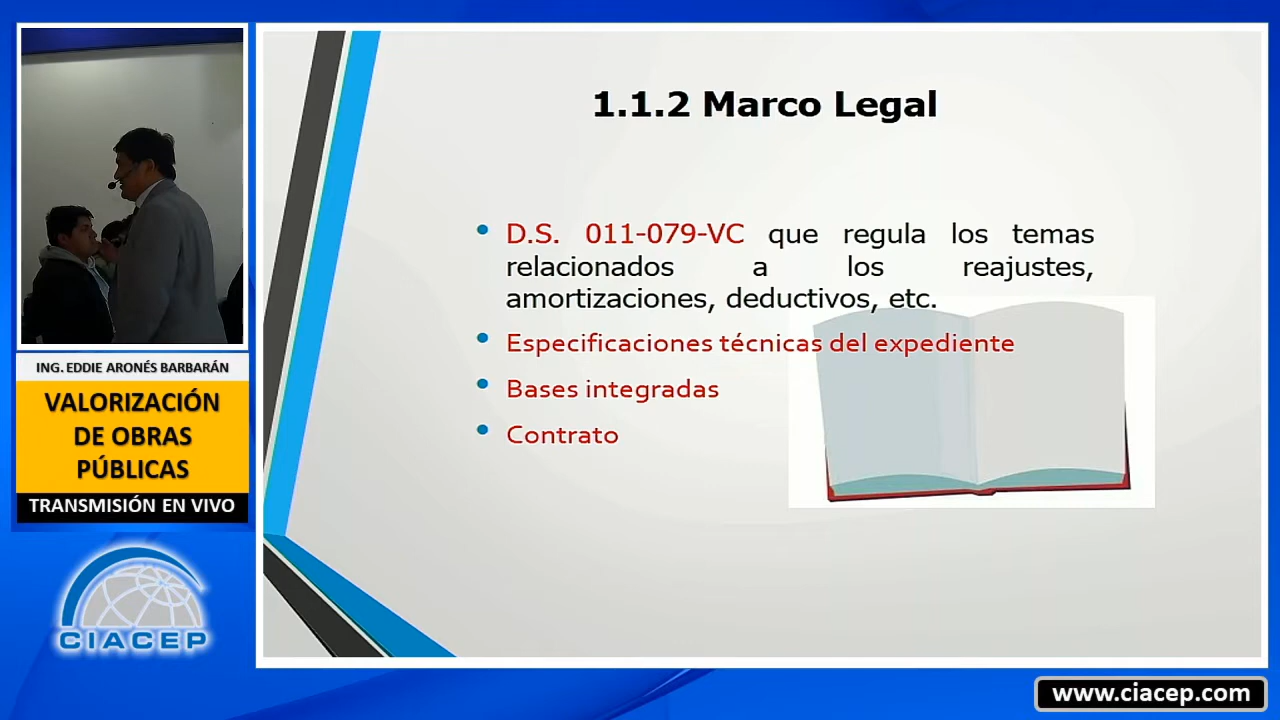 1.1.2 Marco Legal
• D.S. 011-079-VC que regula los temas
relacionados a los reajustes,
amortizaciones, deductivos, etc.
• Especificaciones técnicas del expediente
• Bases integradas
• Contrato
ING. EDDIE ARONÉS BARBARÁN
VALORIZACIÓN
DE OBRAS
PÚBLICAS
TRANSMISIÓN EN VIVO
CIACEP
www.ciacep.com